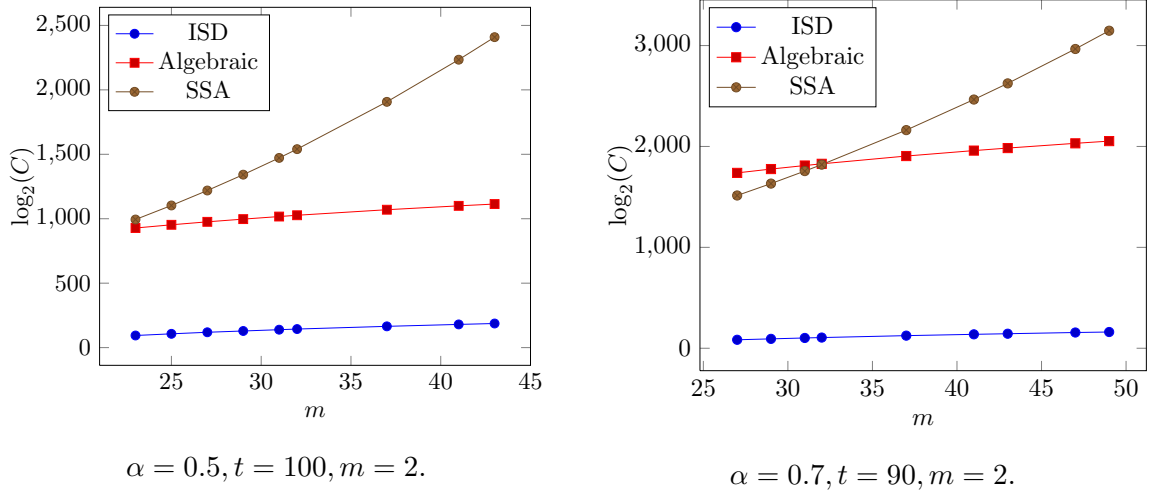 2,500
2,000
1,500
1,000
500
0
25
30
35
40
45
log₂(C)
m
ISD
Algebraic
SSA
α = 0.5, t = 100, m = 2.
3,000
2,000
1,000
0
25
30
35
40
45
50
log₂(C)
m
ISD
Algebraic
SSA
α = 0.7, t = 90, m = 2.